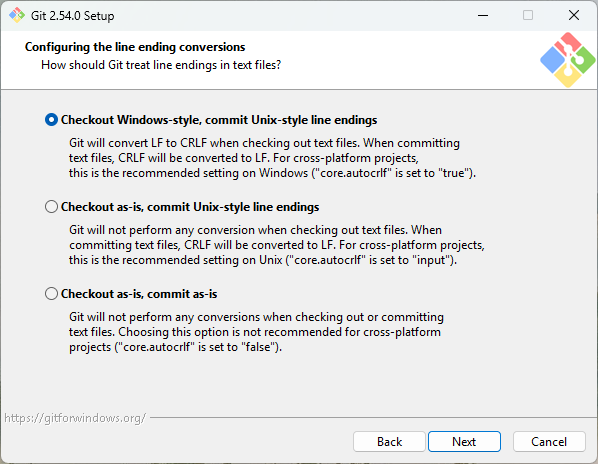 Git 2.54.0 Setup
Configuring the line ending conversions
How should Git treat line endings in text files?
Checkout Windows-style, commit Unix-style line endings
Git will convert LF to CRLF when checking out text files. When committing
text files, CRLF will be converted to LF. For cross-platform projects,
this is the recommended setting on Windows ("core.autocrlf" is set to "true").
Checkout as-is, commit Unix-style line endings
Git will not perform any conversion when checking out text files. When
committing text files, CRLF will be converted to LF. For cross-platform projects,
this is the recommended setting on Unix ("core.autocrlf" is set to "input").
Checkout as-is, commit as-is
Git will not perform any conversions when checking out or committing
text files. Choosing this option is not recommended for cross-platform
projects ("core.autocrlf" is set to "false").
https://gitforwindows.org/
Back
Next
Cancel